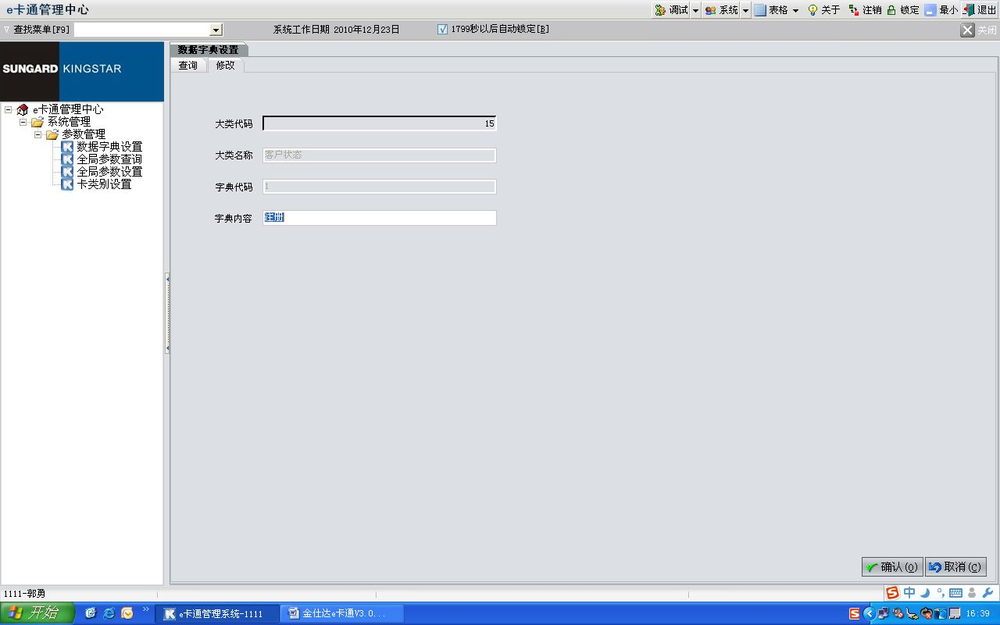 e卡通管理中心
调试 系统 表格 关于 注销 锁定 最小 退出
查找菜单[F9] 系统工作日期 2010年12月23日 1799秒以后自动锁定[B] 关闭
SUNGARD KINGSTAR
数据字典设置
查询 修改
e卡通管理中心
系统管理
参数管理
数据字典设置
全局参数查询
全局参数设置
卡类别设置
大类代码 15
大类名称 客户状态
字典代码 1
字典内容 注册
确认(O) 取消(C)
1111-郭勇
中
开始 e卡通管理系统-1111 金仕达e卡通V3.0... 16:39